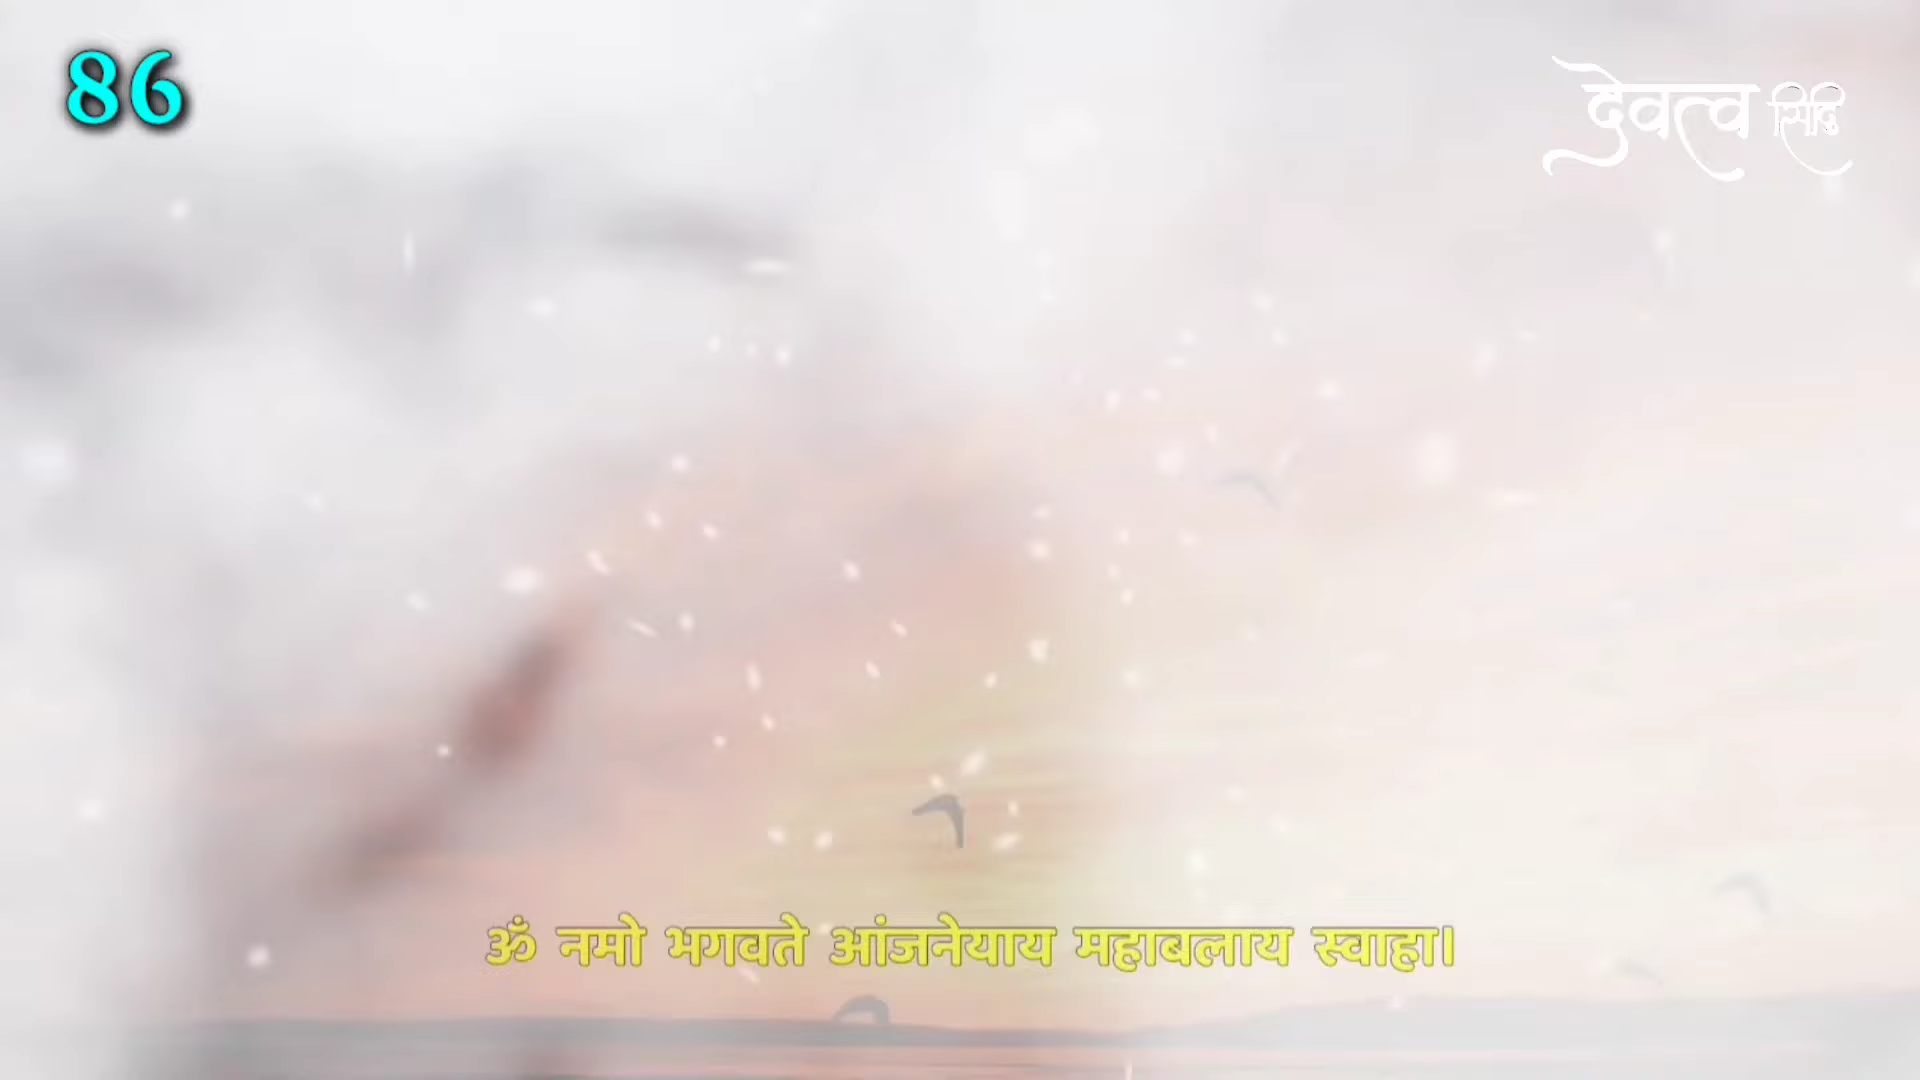 86
देवत्व सिद्धि
ॐ नमो भगवते आंजनेयाय महाबलाय स्वाहा।